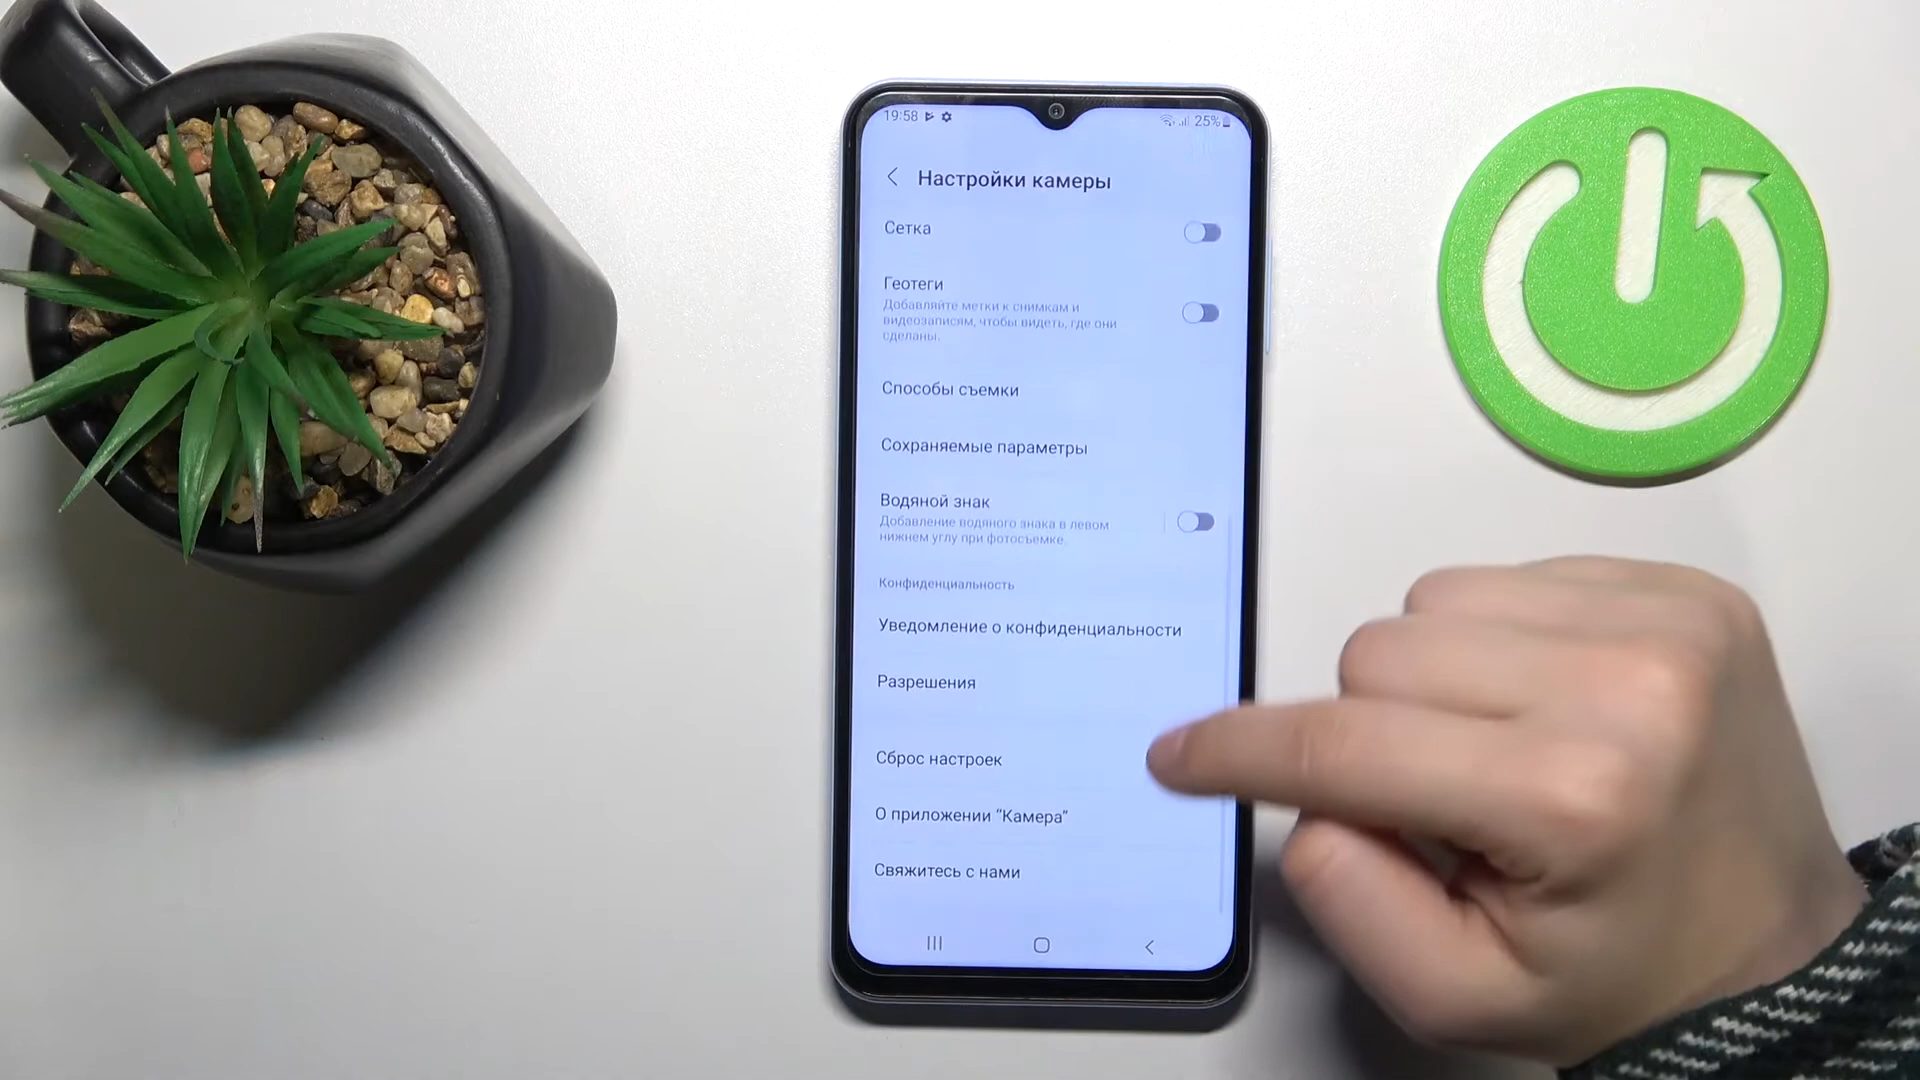 19:58
25%
Настройки камеры
Сетка
Геотеги
Добавляйте метки к снимкам и
видеозаписям, чтобы видеть, где они
сделаны.
Способы съемки
Сохраняемые параметры
Водяной знак
Добавление водяного знака в левом
нижнем углу при фотосъемке.
Конфиденциальность
Уведомление о конфиденциальности
Разрешения
Сброс настроек
О приложении “Камера”
Свяжитесь с нами